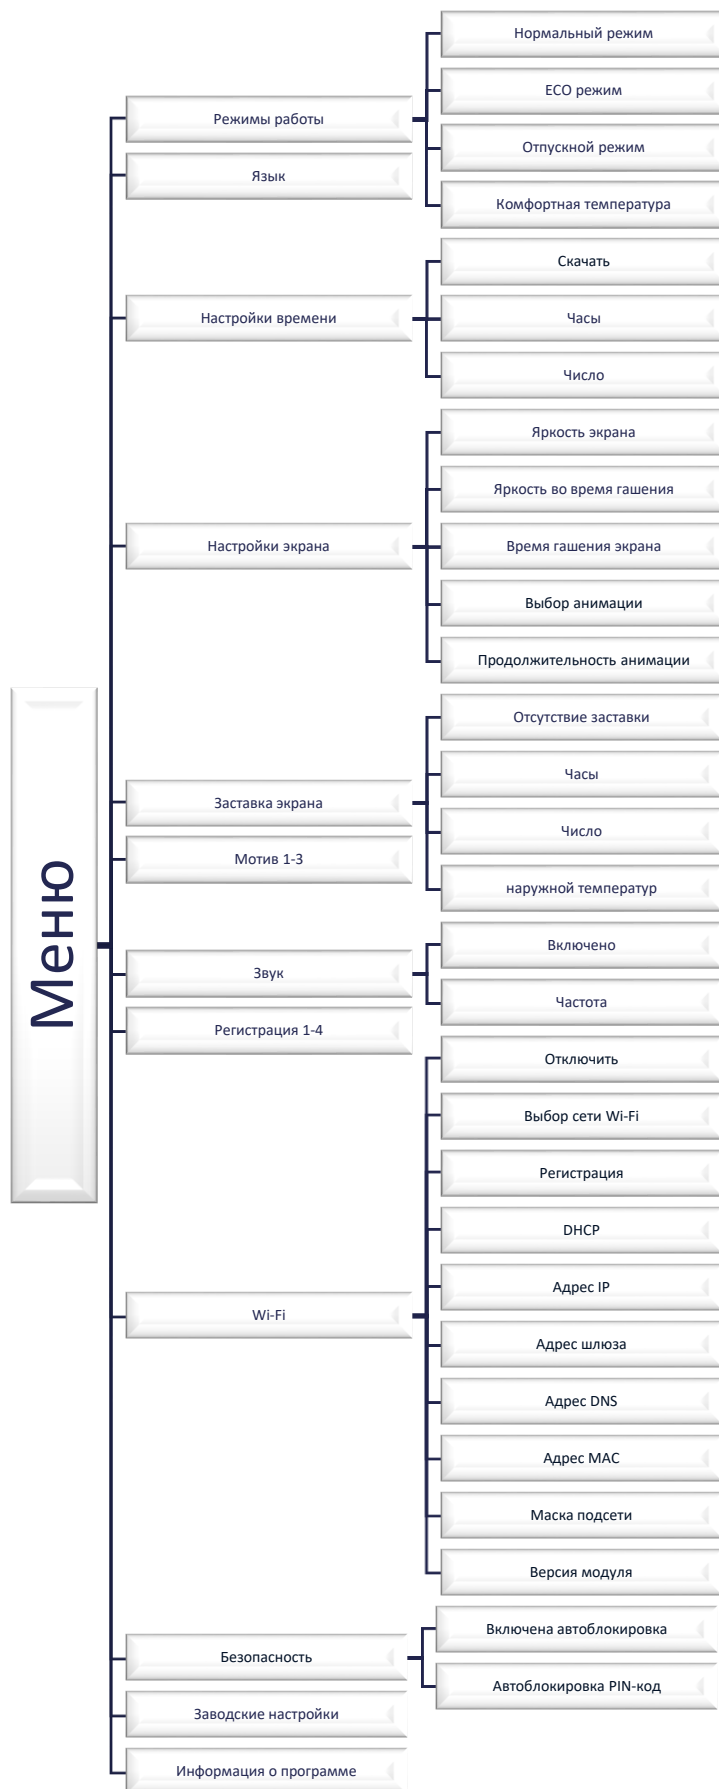 Меню
Режимы работы
Нормальный режим
ECO режим
Отпускной режим
Комфортная температура
Язык
Настройки времени
Скачать
Часы
Число
Настройки экрана
Яркость экрана
Яркость во время гашения
Время гашения экрана
Выбор анимации
Продолжительность анимации
Заставка экрана
Отсутствие заставки
Часы
Число
наружной температур
Мотив 1-3
Звук
Включено
Частота
Регистрация 1-4
Wi-Fi
Отключить
Выбор сети Wi-Fi
Регистрация
DHCP
Адрес IP
Адрес шлюза
Адрес DNS
Адрес MAC
Маска подсети
Версия модуля
Безопасность
Включена автоблокировка
Автоблокировка PIN-код
Заводские настройки
Информация о программе